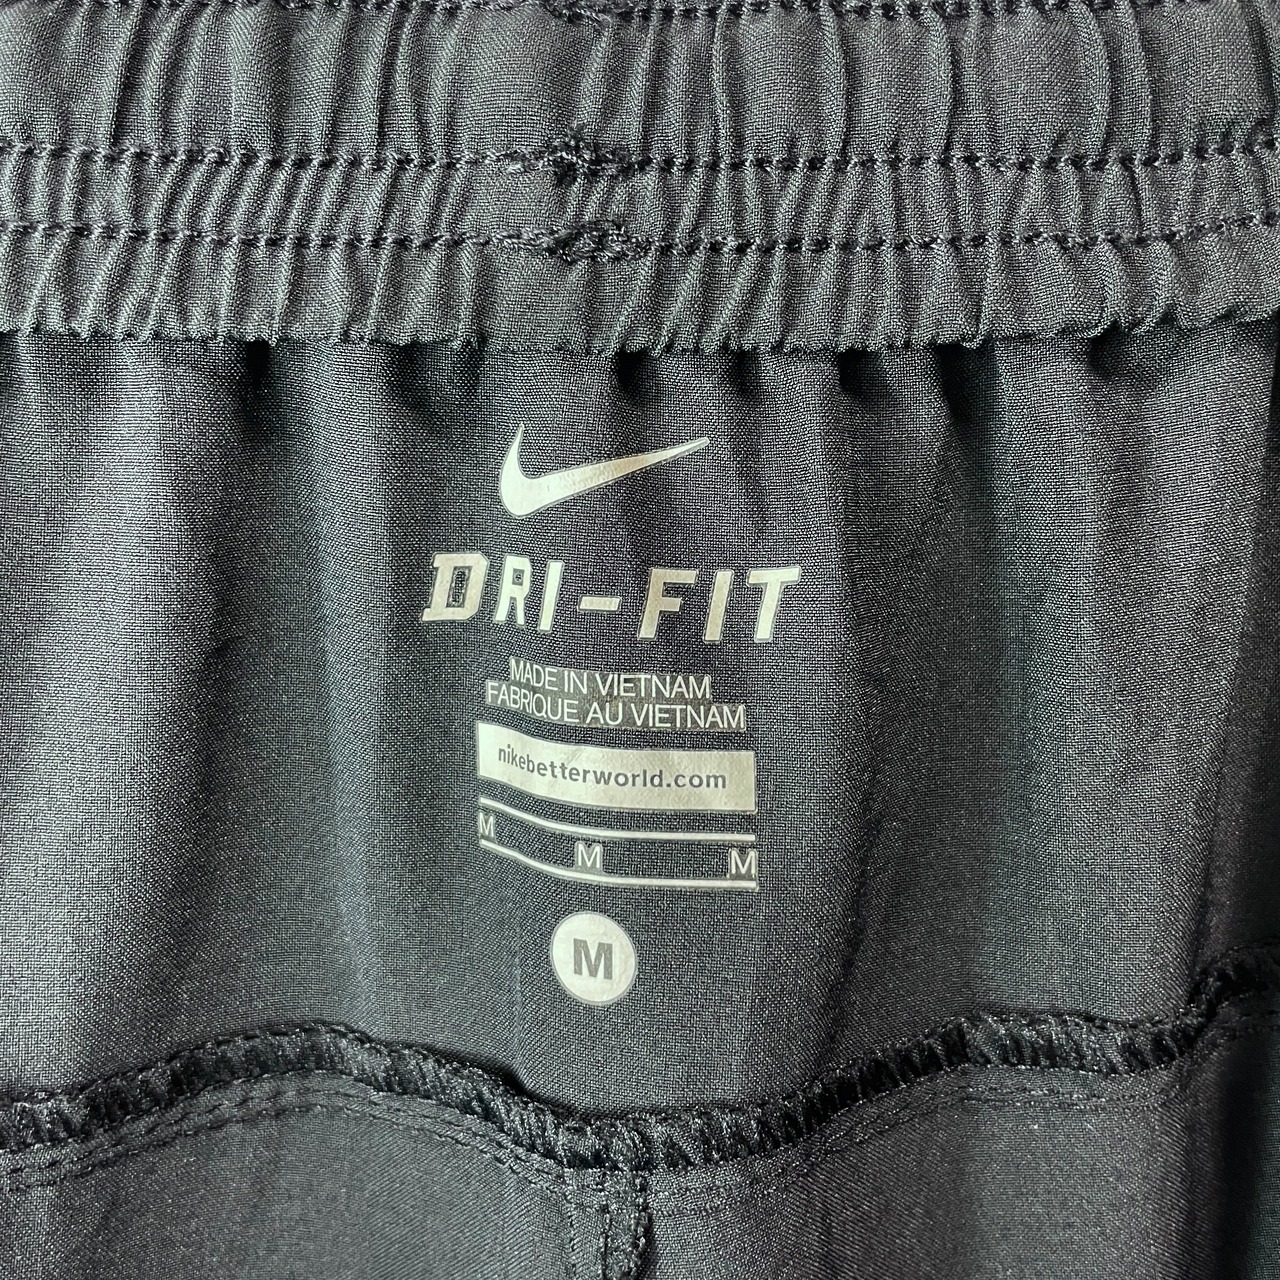 DRI-FIT
MADE IN VIETNAM
FABRIQUE AU VIETNAM
nikebetterworld.com
M M M
M